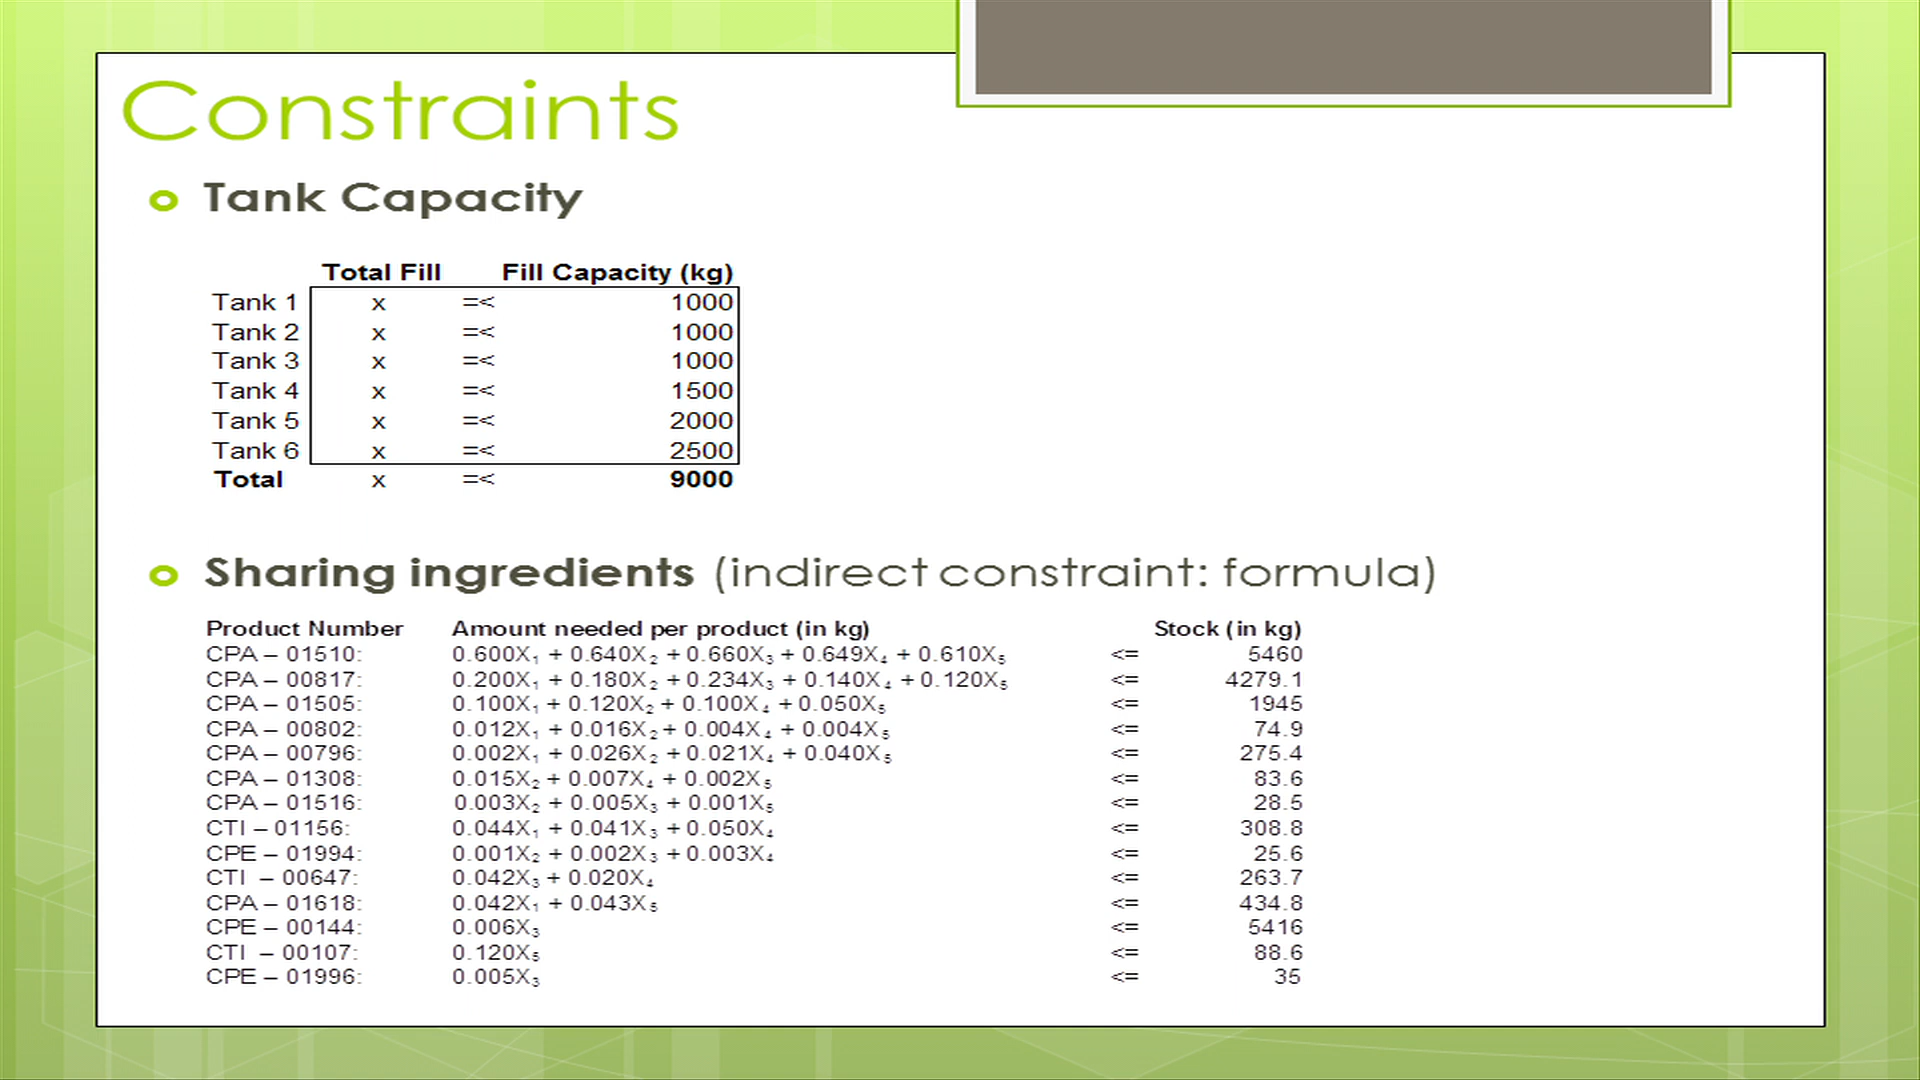 Constraints
Tank Capacity
Total Fill Fill Capacity (kg)
Tank 1 x =< 1000
Tank 2 x =< 1000
Tank 3 x =< 1000
Tank 4 x =< 1500
Tank 5 x =< 2000
Tank 6 x =< 2500
Total x =< 9000
Sharing ingredients (indirect constraint: formula)
Product Number Amount needed per product (in kg) Stock (in kg)
CPA – 01510: 0.600X₁ + 0.640X₂ + 0.660X₃ + 0.649X₄ + 0.610X₅ <= 5460
CPA – 00817: 0.200X₁ + 0.180X₂ + 0.234X₃ + 0.140X₄ + 0.120X₅ <= 4279.1
CPA – 01505: 0.100X₁ + 0.120X₂ + 0.100X₄ + 0.050X₅ <= 1945
CPA – 00802: 0.012X₁ + 0.016X₂ + 0.004X₄ + 0.004X₅ <= 74.9
CPA – 00796: 0.002X₁ + 0.026X₂ + 0.021X₄ + 0.040X₅ <= 275.4
CPA – 01308: 0.015X₂ + 0.007X₄ + 0.002X₅ <= 83.6
CPA – 01516: 0.003X₂ + 0.005X₃ + 0.001X₅ <= 28.5
CTI – 01156: 0.044X₁ + 0.041X₃ + 0.050X₄ <= 308.8
CPE – 01994: 0.001X₂ + 0.002X₃ + 0.003X₄ <= 25.6
CTI – 00647: 0.042X₃ + 0.020X₄ <= 263.7
CPA – 01618: 0.042X₁ + 0.043X₅ <= 434.8
CPE – 00144: 0.006X₃ <= 5416
CTI – 00107: 0.120X₅ <= 88.6
CPE – 01996: 0.005X₃ <= 35